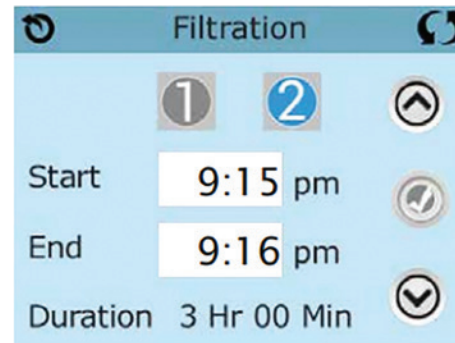 Filtration
1 2
Start 9:15 pm
End 9:16 pm
Duration 3 Hr 00 Min